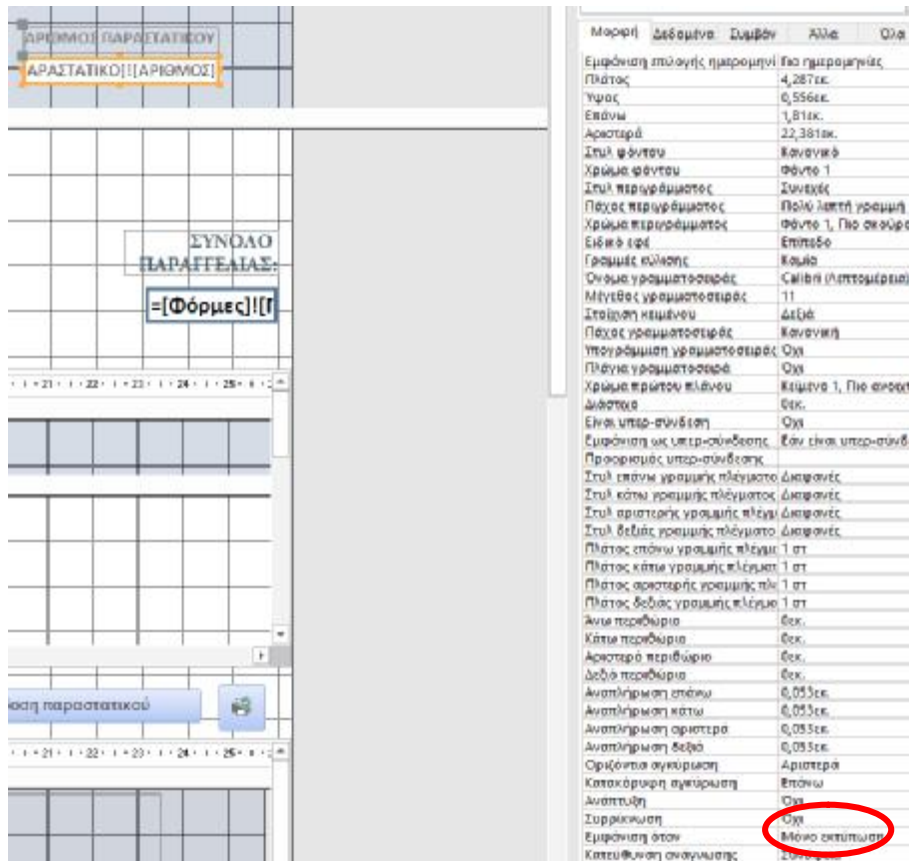 ΑΡΙΘΜΟΣ ΠΑΡΑΣΤΑΤΙΚΟΥ
ΑΡΑΣΤΑΤΙΚΟ]![ΑΡΙΘΜΟΣ]
ΣΥΝΟΛΟ
ΠΑΡΑΓΓΕΛΙΑΣ:
=[Φόρμες]![Π
21 22 23 24 25
οση παραστατικού
21 22 23 24 25
Μορφή Δεδομένα Συμβάν Άλλα Όλα
Εμφάνιση επιλογής ημερομηνί Για ημερομηνίες
Πλάτος 4,287εκ.
Ύψος 0,556εκ.
Επάνω 1,81εκ.
Αριστερά 22,381εκ.
Στυλ φόντου Κανονικό
Χρώμα φόντου Φόντο 1
Στυλ περιγράμματος Συνεχές
Πάχος περιγράμματος Πολύ λεπτή γραμμή
Χρώμα περιγράμματος Φόντο 1, Πιο σκούρο
Ειδικό εφέ Επίπεδο
Γραμμές κύλισης Καμία
Όνομα γραμματοσειράς Calibri (Λεπτομέρεια)
Μέγεθος γραμματοσειράς 11
Στοίχιση κειμένου Δεξιά
Πάχος γραμματοσειράς Κανονική
Υπογράμμιση γραμματοσειράς Όχι
Πλάγια γραμματοσειρά Όχι
Χρώμα πρώτου πλάνου Κείμενο 1, Πιο ανοιχτ
Διάστιχο 0εκ.
Είναι υπερ-σύνδεση Όχι
Εμφάνιση ως υπερ-σύνδεσης Εάν είναι υπερ-σύνδ
Προορισμός υπερ-σύνδεσης
Στυλ επάνω γραμμής πλέγματο Διαφανές
Στυλ κάτω γραμμής πλέγματος Διαφανές
Στυλ αριστερής γραμμής πλέγμ Διαφανές
Στυλ δεξιάς γραμμής πλέγματο Διαφανές
Πλάτος επάνω γραμμής πλέγμα 1 στ
Πλάτος κάτω γραμμής πλέγματ 1 στ
Πλάτος αριστερής γραμμής πλέ 1 στ
Πλάτος δεξιάς γραμμής πλέγμα 1 στ
Άνω περιθώριο 0εκ.
Κάτω περιθώριο 0εκ.
Αριστερό περιθώριο 0εκ.
Δεξιό περιθώριο 0εκ.
Αναπλήρωση επάνω 0,053εκ.
Αναπλήρωση κάτω 0,053εκ.
Αναπλήρωση αριστερά 0,053εκ.
Αναπλήρωση δεξιά 0,053εκ.
Οριζόντια αγκύρωση Αριστερά
Κατακόρυφη αγκύρωση Επάνω
Ανάπτυξη Όχι
Συρρίκνωση Όχι
Εμφάνιση όταν Μόνο εκτύπωση
Κατεύθυνση ανάγνωσης